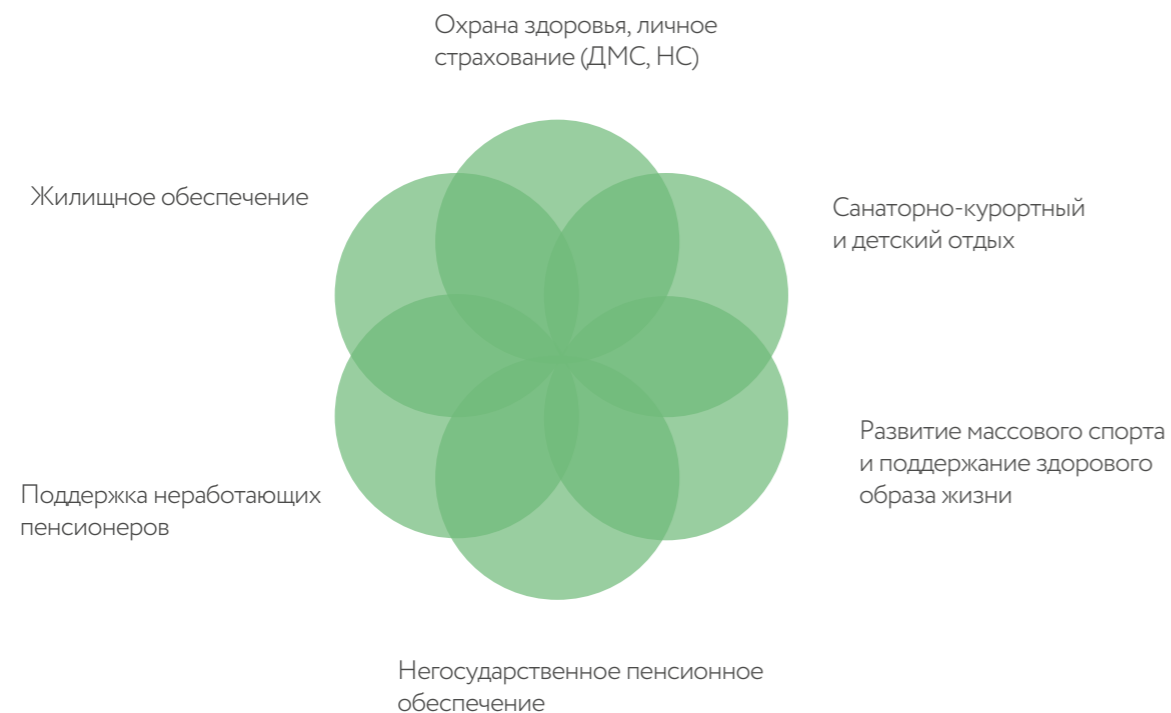 Охрана здоровья, личное
страхование (ДМС, НС)
Жилищное обеспечение
Санаторно-курортный
и детский отдых
Развитие массового спорта
и поддержание здорового
образа жизни
Поддержка неработающих
пенсионеров
Негосударственное пенсионное
обеспечение